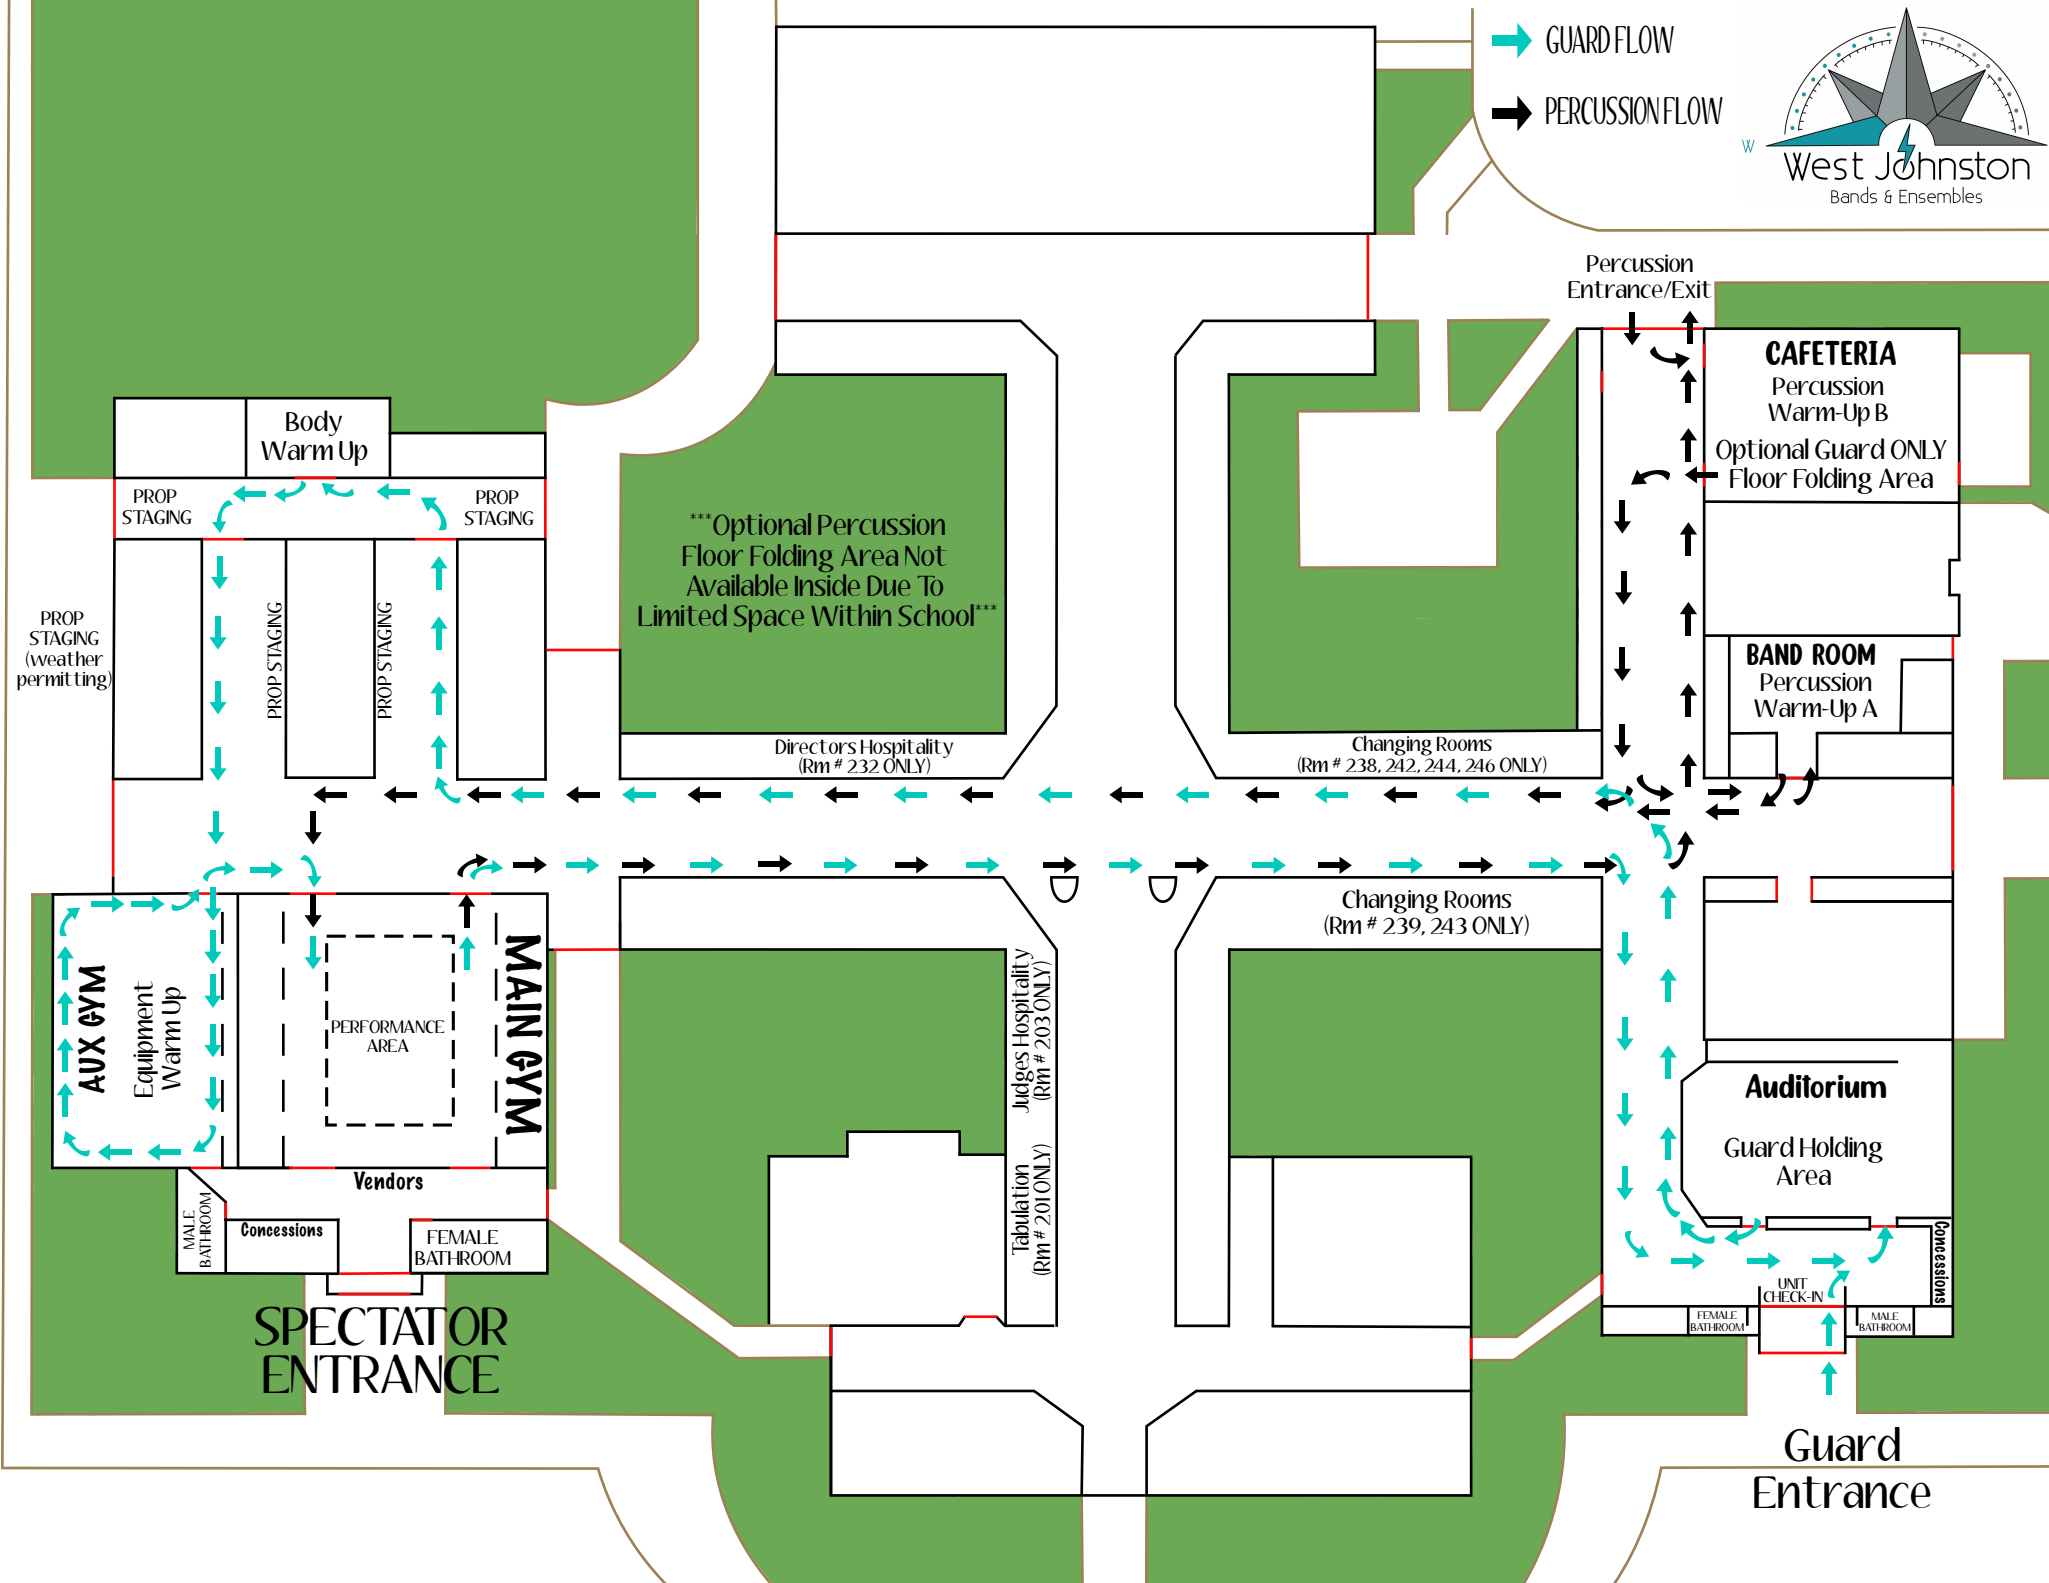 GUARD FLOW
PERCUSSION FLOW
W
West Johnston
Bands & Ensembles
Percussion
Entrance/Exit
CAFETERIA
Percussion
Warm-Up B
Optional Guard ONLY
Floor Folding Area
Body
Warm Up
PROP
STAGING
PROP
STAGING
***Optional Percussion
Floor Folding Area Not
Available Inside Due To
Limited Space Within School***
PROP
STAGING
(weather
permitting)
PROP STAGING
PROP STAGING
BAND ROOM
Percussion
Warm-Up A
Directors Hospitality
(Rm # 232 ONLY)
Changing Rooms
(Rm # 238, 242, 244, 246 ONLY)
Changing Rooms
(Rm # 239, 243 ONLY)
AUX GYM
Equipment
Warm Up
PERFORMANCE
AREA
MAIN GYM
Judges Hospitality
(Rm # 203 ONLY)
Tabulation
(Rm # 201 ONLY)
Auditorium
Guard Holding
Area
Vendors
MALE
BATHROOM
Concessions
FEMALE
BATHROOM
Concessions
UNIT
CHECK-IN
FEMALE
BATHROOM
MALE
BATHROOM
SPECTATOR
ENTRANCE
Guard
Entrance